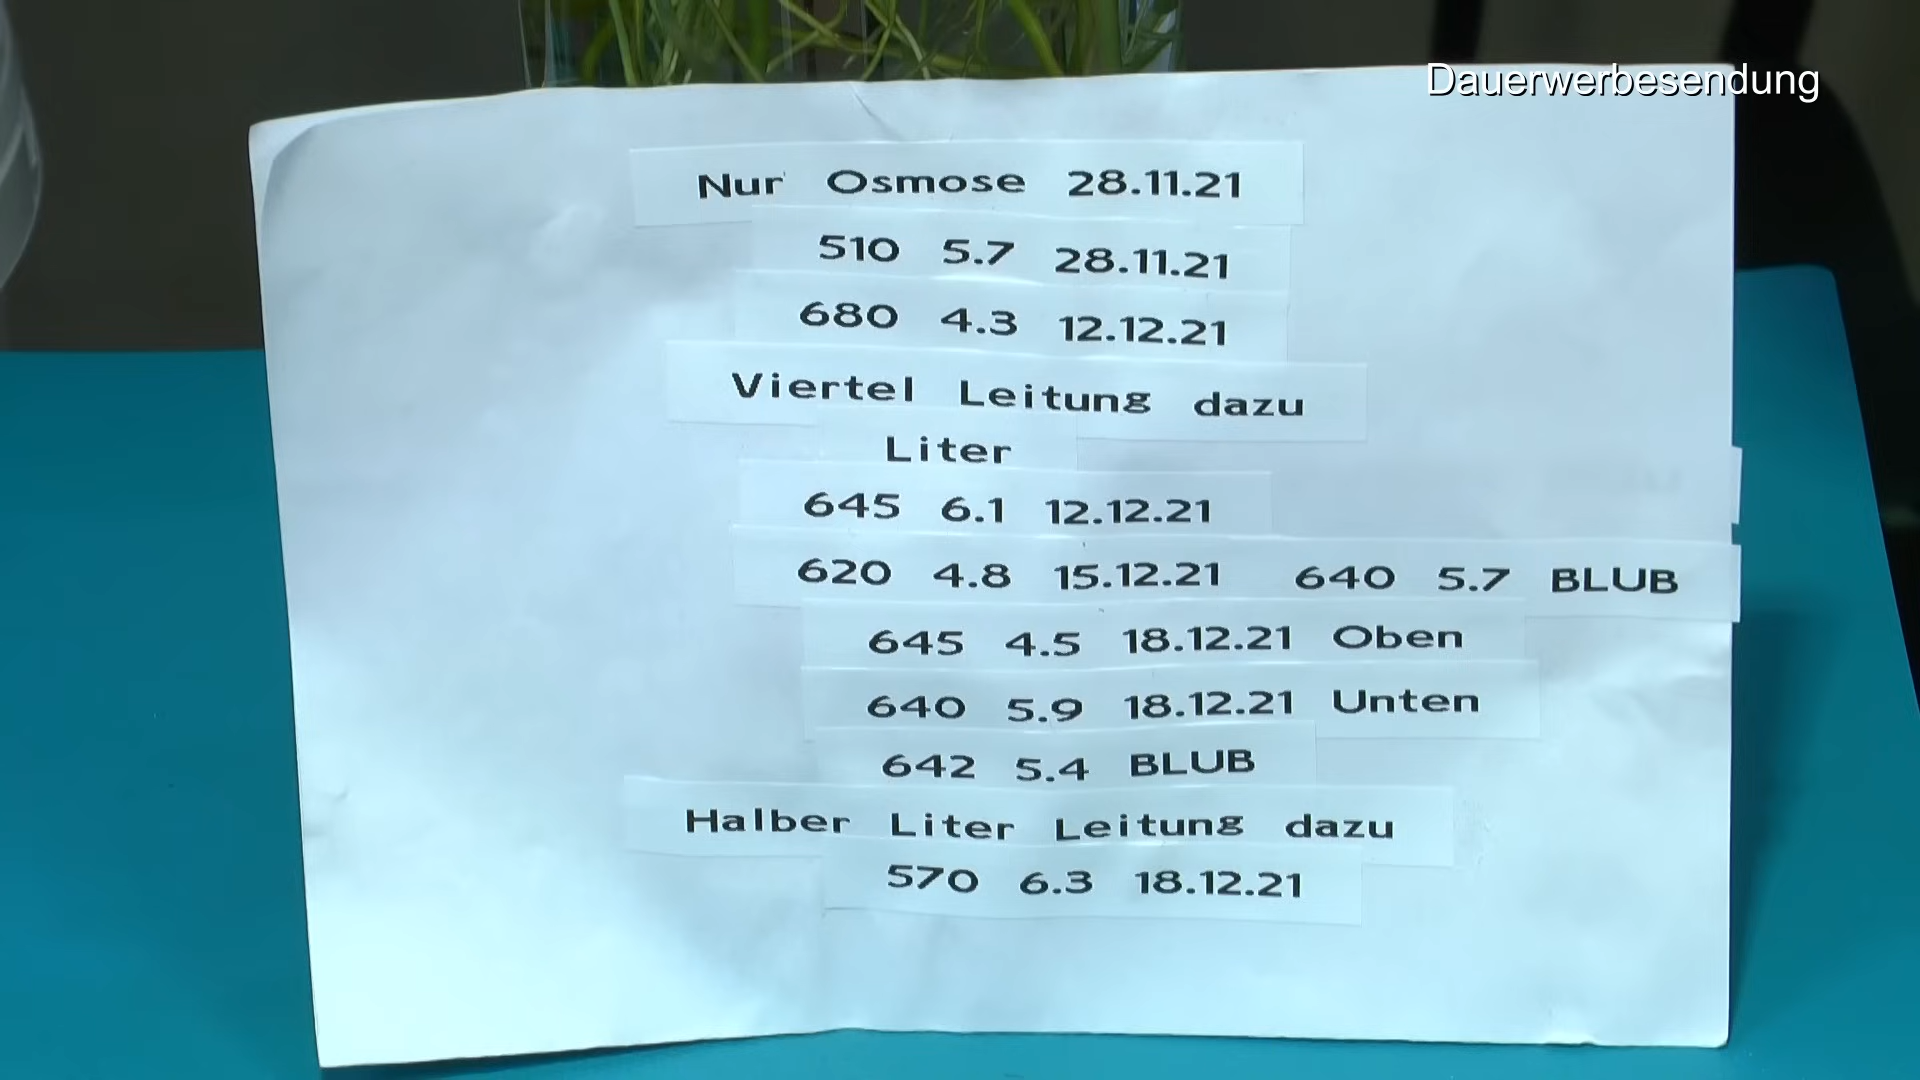 Dauerwerbesendung
Nur Osmose 28.11.21
510 5.7 28.11.21
680 4.3 12.12.21
Viertel Leitung dazu
Liter
645 6.1 12.12.21
620 4.8 15.12.21 640 5.7 BLUB
645 4.5 18.12.21 Oben
640 5.9 18.12.21 Unten
642 5.4 BLUB
Halber Liter Leitung dazu
570 6.3 18.12.21